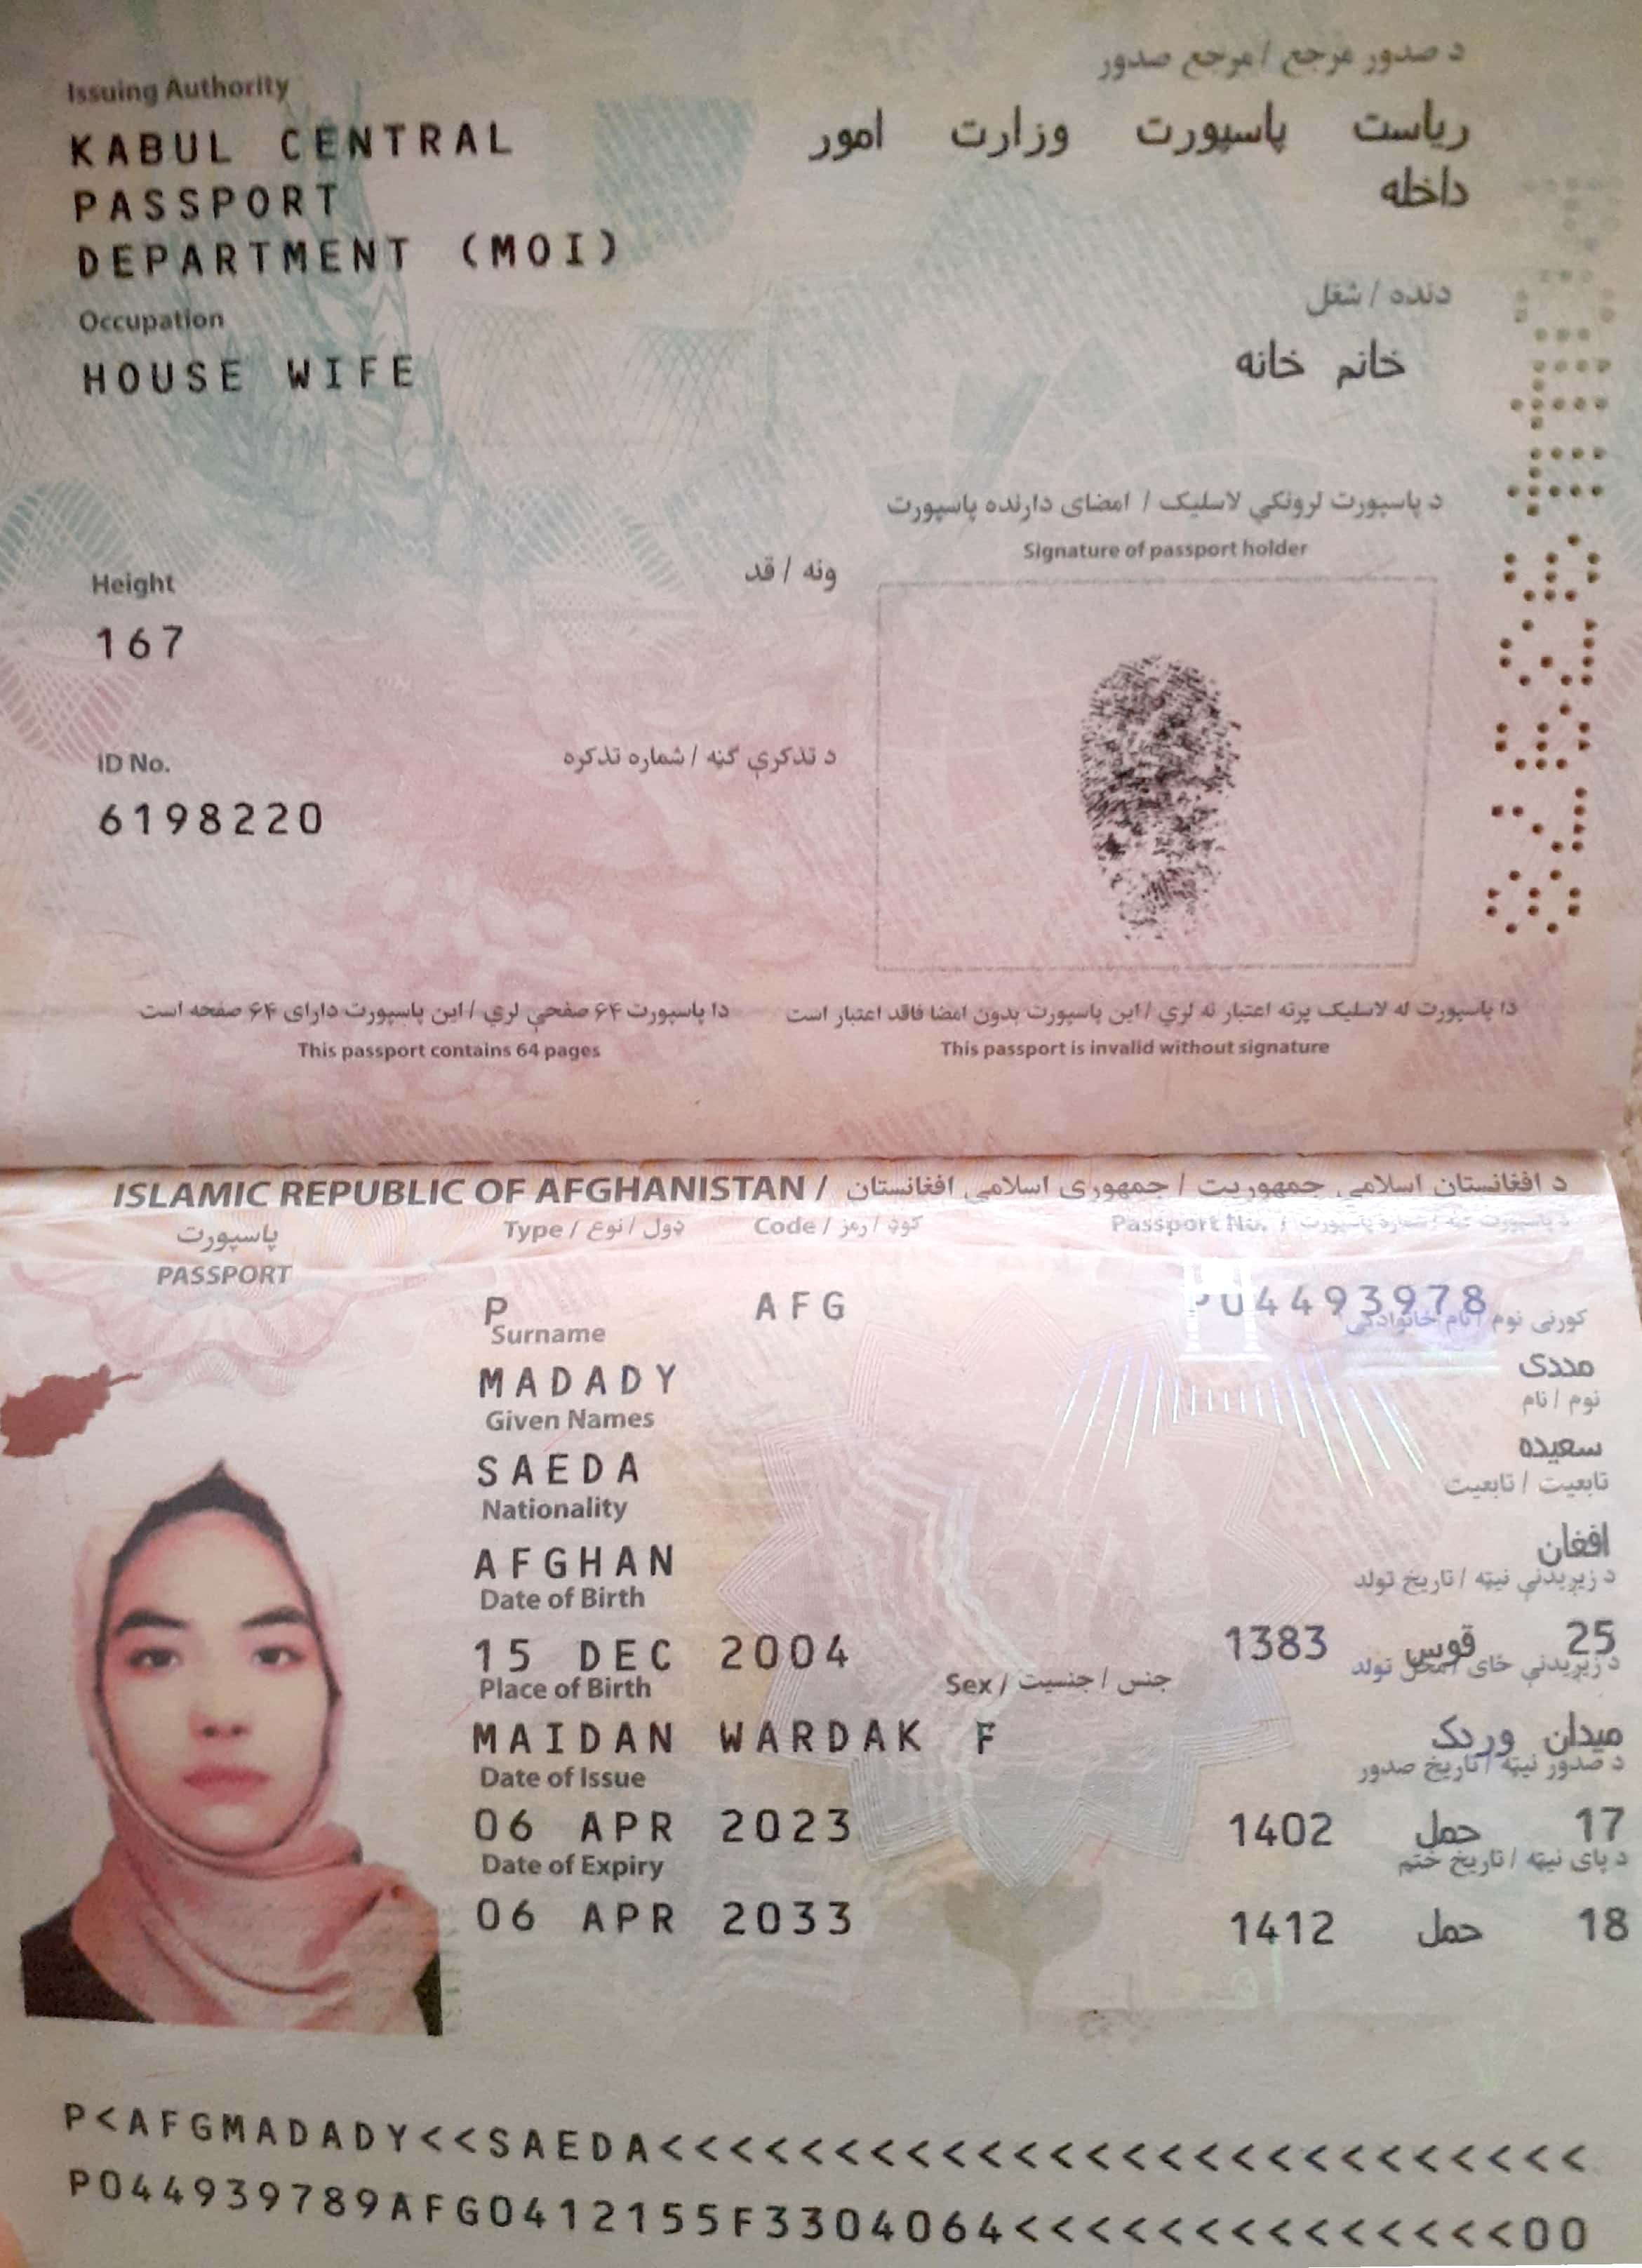 د صدور مرجع / مرجع صدور
Issuing Authority
ریاست پاسپورت وزارت امور
داخله
KABUL CENTRAL
PASSPORT
DEPARTMENT (MOI)
دنده / شغل
Occupation
خانم خانه
HOUSE WIFE
د پاسپورت لرونکي لاسلیک / امضای دارنده پاسپورت
Signature of passport holder
Height
ونه / قد
167
ID No.
د تذکرې ګڼه / شماره تذکره
6198220
دا پاسپورت ۶۴ صفحې لري / این پاسپورت دارای ۶۴ صفحه است
This passport contains 64 pages
دا پاسپورت له لاسلیک پرته اعتبار نه لري / این پاسپورت بدون امضا فاقد اعتبار است
This passport is invalid without signature
ISLAMIC REPUBLIC OF AFGHANISTAN / د افغانستان اسلامي جمهوریت / جمهوری اسلامی افغانستان
پاسپورت
PASSPORT
Type / ډول / نوع
Code / کوډ / رمز
Passport No. / د پاسپورت ګڼه / شماره پاسپورت
P
AFG
P04493978
Surname
کورنی نوم / نام خانوادگی
MADADY
مددی
Given Names
نوم / نام
SAEDA
سعیده
Nationality
تابعیت / تابعیت
AFGHAN
افغان
Date of Birth
د زیږیدنې نیټه / تاریخ تولد
15 DEC 2004
25 قوس 1383
Place of Birth
Sex / جنس / جنسیت
د زیږیدنې ځای / محل تولد
MAIDAN WARDAK F
میدان وردک
Date of Issue
د صدور نیټه / تاریخ صدور
06 APR 2023
17 حمل 1402
Date of Expiry
د پای نیټه / تاریخ ختم
06 APR 2033
18 حمل 1412
P<AFGMADADY<<SAEDA<<<<<<<<<<<<<<<<<<<<<<<<<<
P044939789AFG0412155F3304064<<<<<<<<<<<<<<00